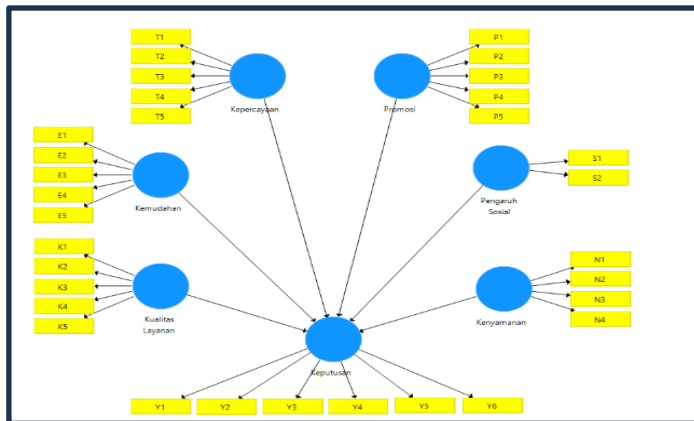 T1
T2
T3
T4
T5
Kepercayaan
P1
P2
P3
P4
P5
Promosi
E1
E2
E3
E4
E5
Kemudahan
S1
S2
Pengaruh
Sosial
K1
K2
K3
K4
K5
Kualitas
Layanan
N1
N2
N3
N4
Kenyamanan
Keputusan
Y1
Y2
Y3
Y4
Y5
Y6